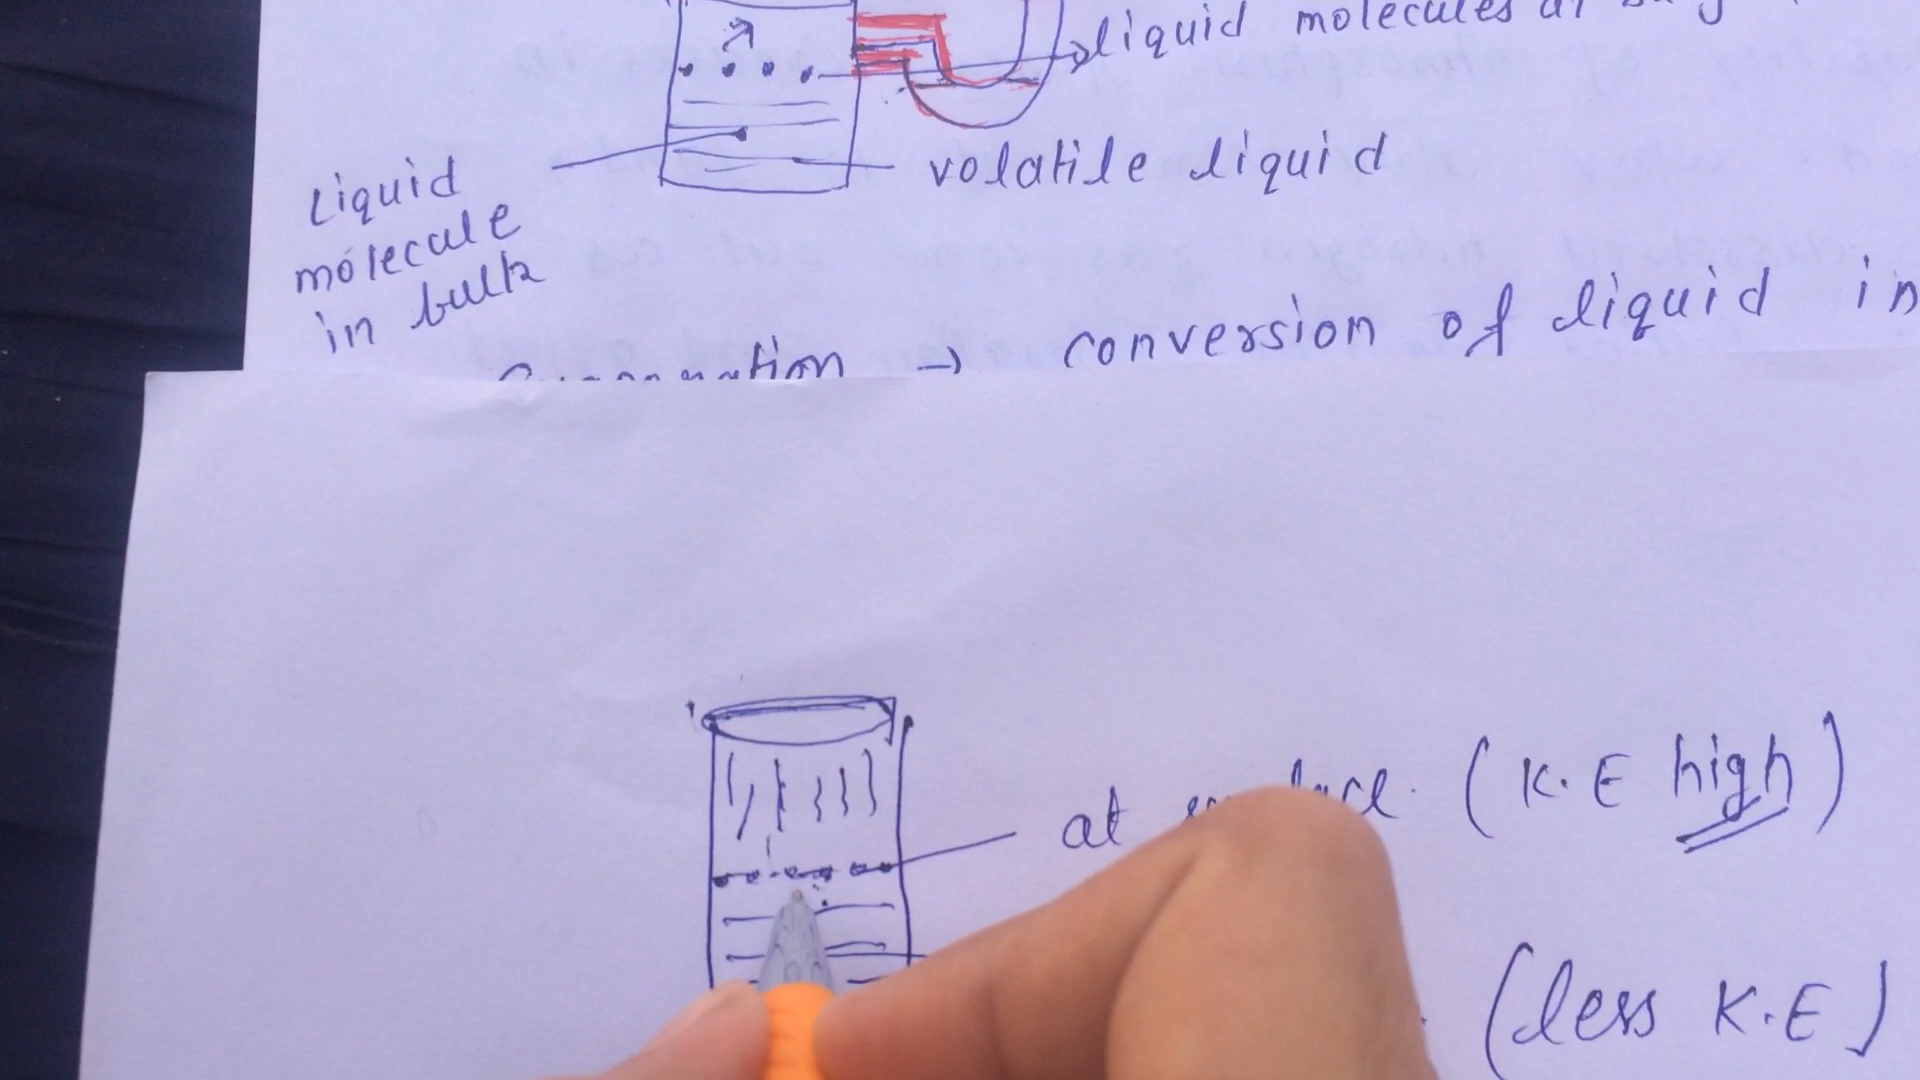 liquid molecules at
volatile liquid
Liquid
molecule
in bulk
→ conversion of liquid in
at (K.E high)
(less K.E)